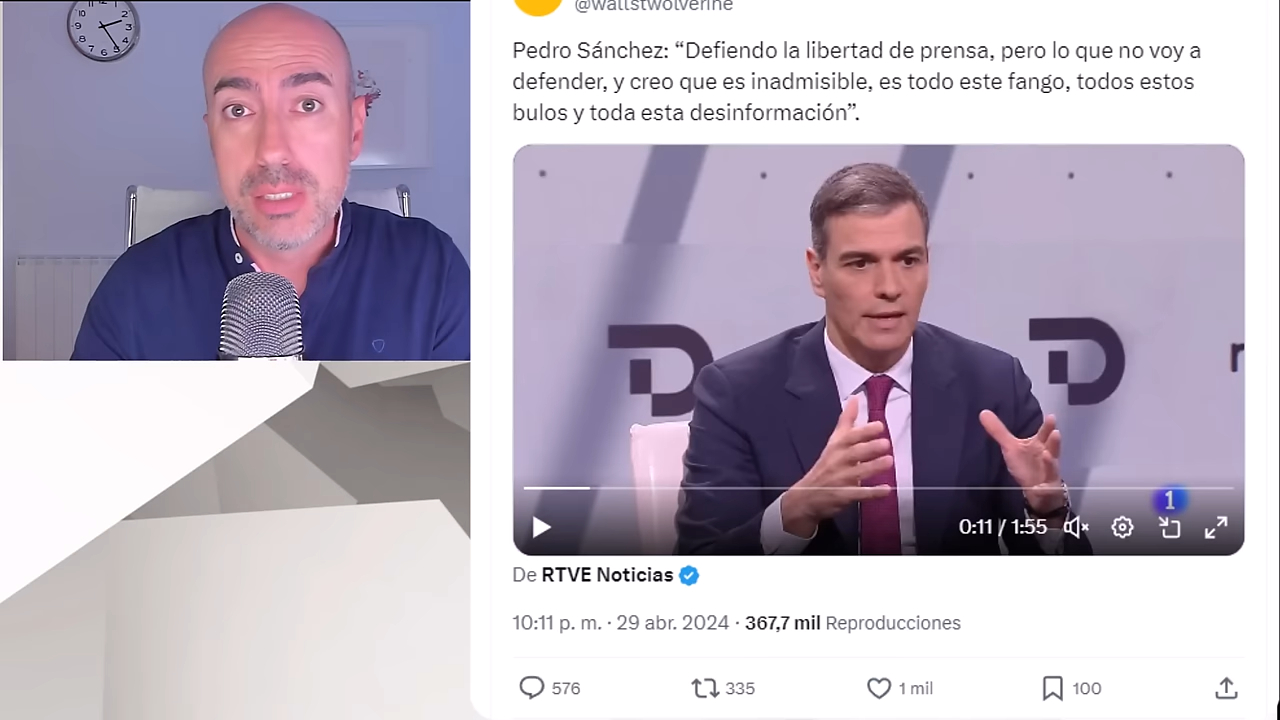 @wallstwolverine
Pedro Sánchez: “Defiendo la libertad de prensa, pero lo que no voy a
defender, y creo que es inadmisible, es todo este fango, todos estos
bulos y toda esta desinformación”.
D D
1
0:11 / 1:55
De RTVE Noticias
10:11 p. m. · 29 abr. 2024 · 367,7 mil Reproducciones
576 335 1 mil 100